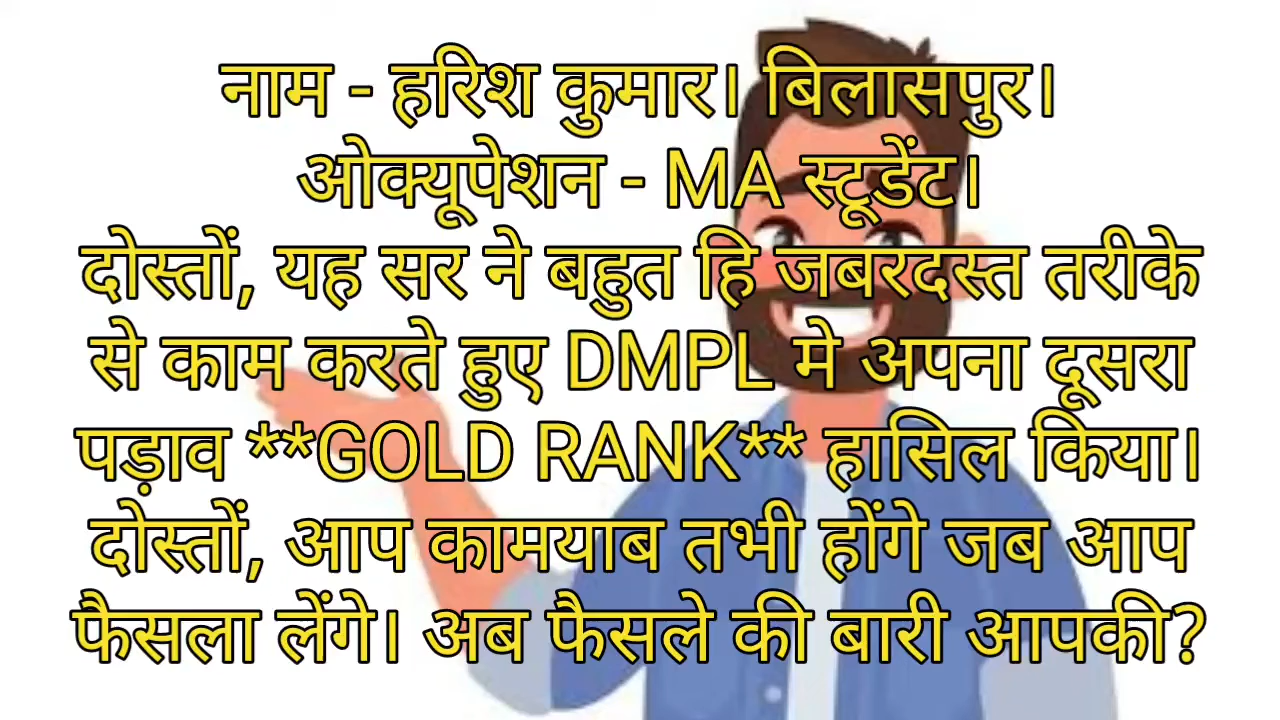 नाम - हरिश कुमार। बिलासपुर।
ओक्यूपेशन - MA स्टूडेंट।
दोस्तों, यह सर ने बहुत हि जबरदस्त तरीके
से काम करते हुए DMPL मे अपना दूसरा
पड़ाव **GOLD RANK** हासिल किया।
दोस्तों, आप कामयाब तभी होंगे जब आप
फैसला लेंगे। अब फैसले की बारी आपकी?